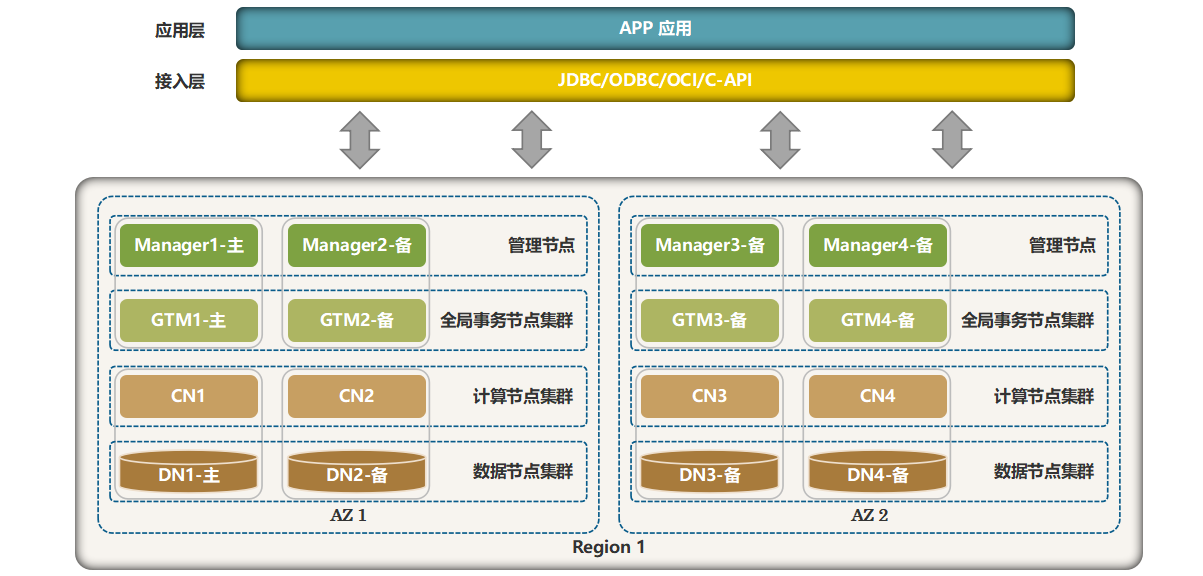 应用层
APP 应用
接入层
JDBC/ODBC/OCI/C-API
Manager1-主
Manager2-备
管理节点
GTM1-主
GTM2-备
全局事务节点集群
CN1
CN2
计算节点集群
DN1-主
DN2-备
数据节点集群
AZ 1
Manager3-备
Manager4-备
管理节点
GTM3-备
GTM4-备
全局事务节点集群
CN3
CN4
计算节点集群
DN3-备
DN4-备
数据节点集群
AZ 2
Region 1